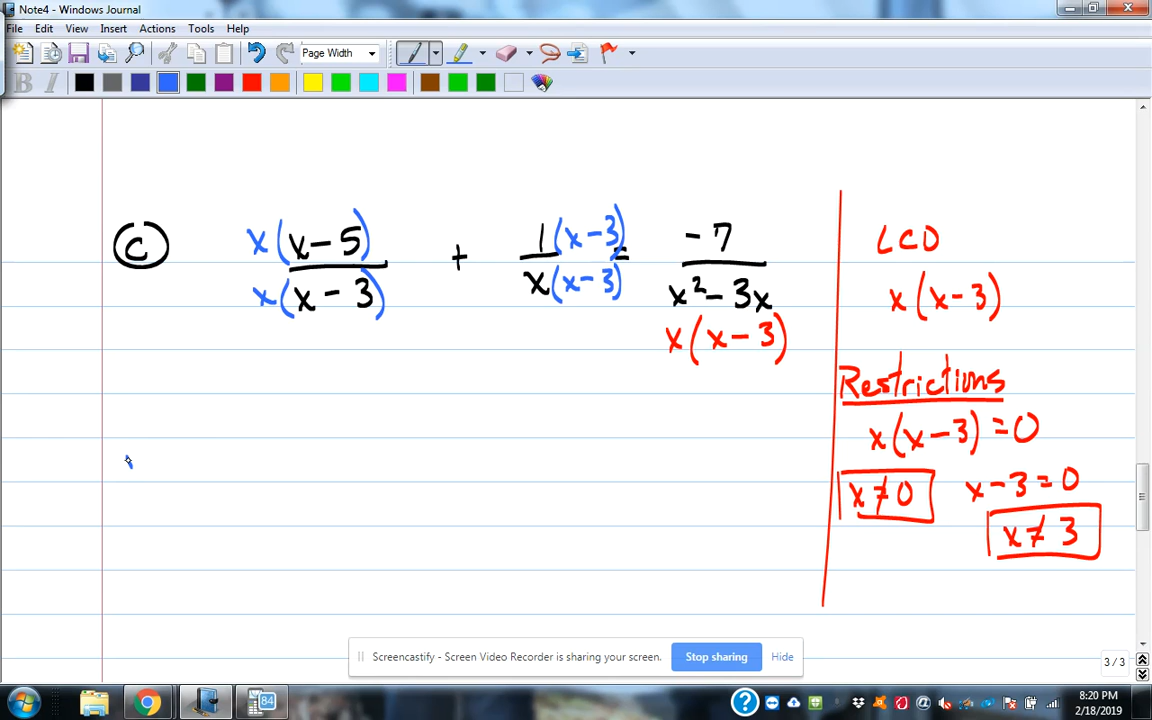 Note4 - Windows Journal
File Edit View Insert Actions Tools Help
Page Width
B I
C
x(x-5) + 1(x-3) = -7
x(x-3) x(x-3) x²-3x
x(x-3)
LCD
x(x-3)
Restrictions
x(x-3)=0
x≠0 x-3=0
x≠3
Screencastify - Screen Video Recorder is sharing your screen. Stop sharing Hide
3/3
84
8:20 PM
2/18/2019